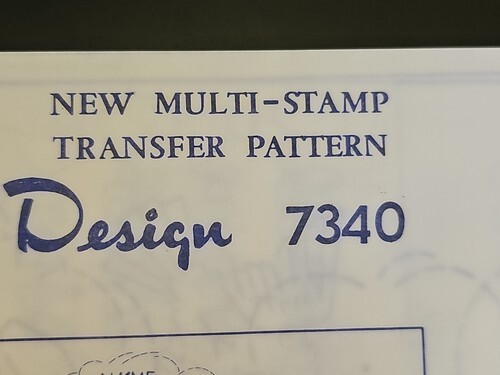 NEW MULTI-STAMP
TRANSFER PATTERN
Design 7340